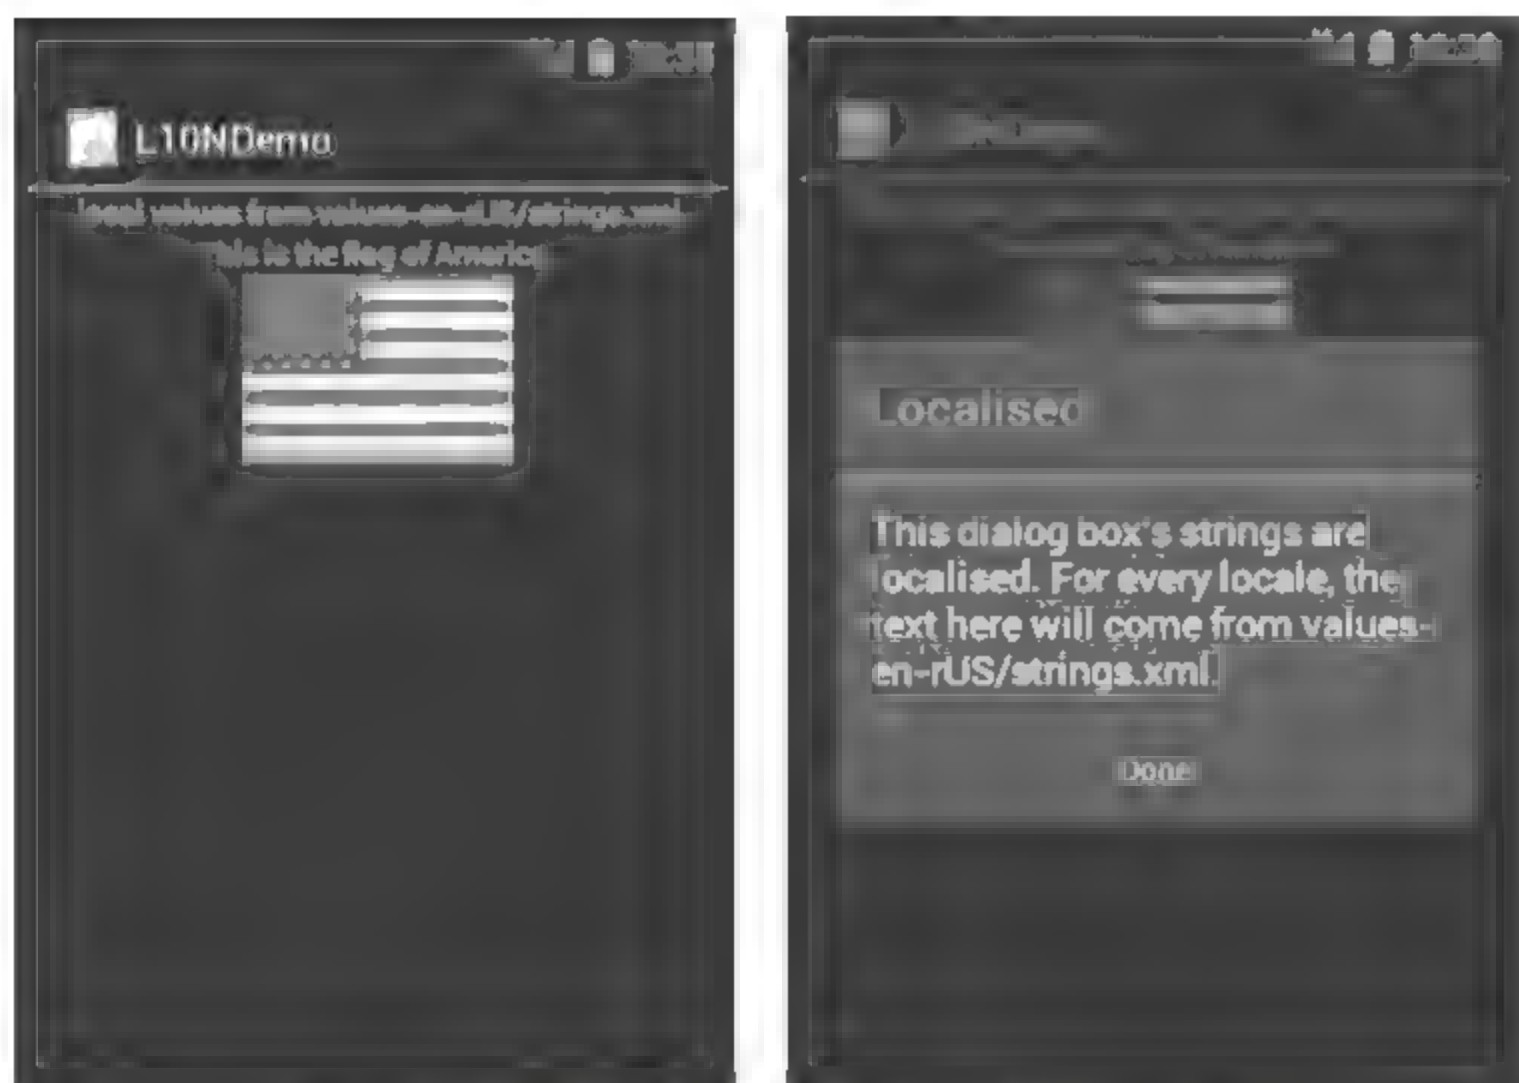 L10NDemo
values from values-en-rUS/strings.xml
This is the flag of America
Localised
This dialog box's strings are
localised. For every locale, the
text here will come from values-
en-rUS/strings.xml.
Done